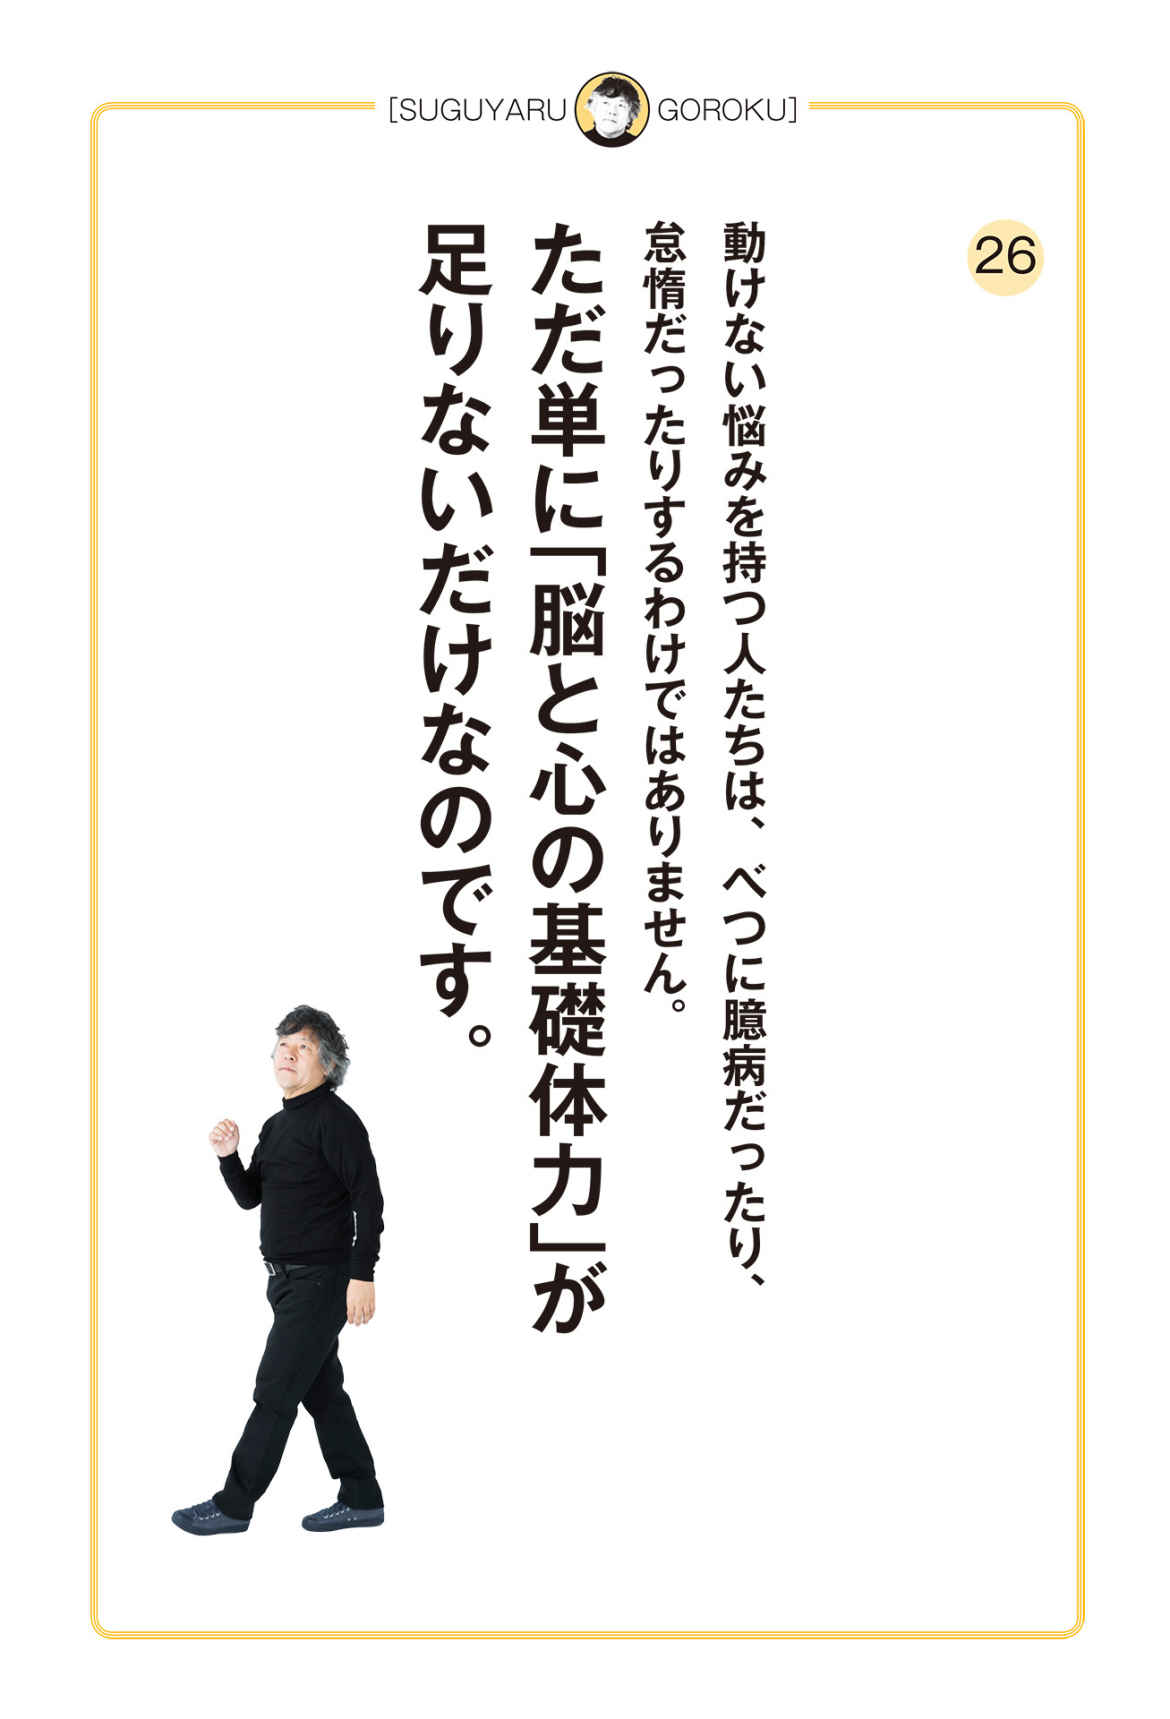 [SUGUYARU GOROKU]
26
動けない悩みを持つ人たちは、べつに臆病だったり、
怠惰だったりするわけではありません。
ただ単に「脳と心の基礎体力」が
足りないだけなのです。